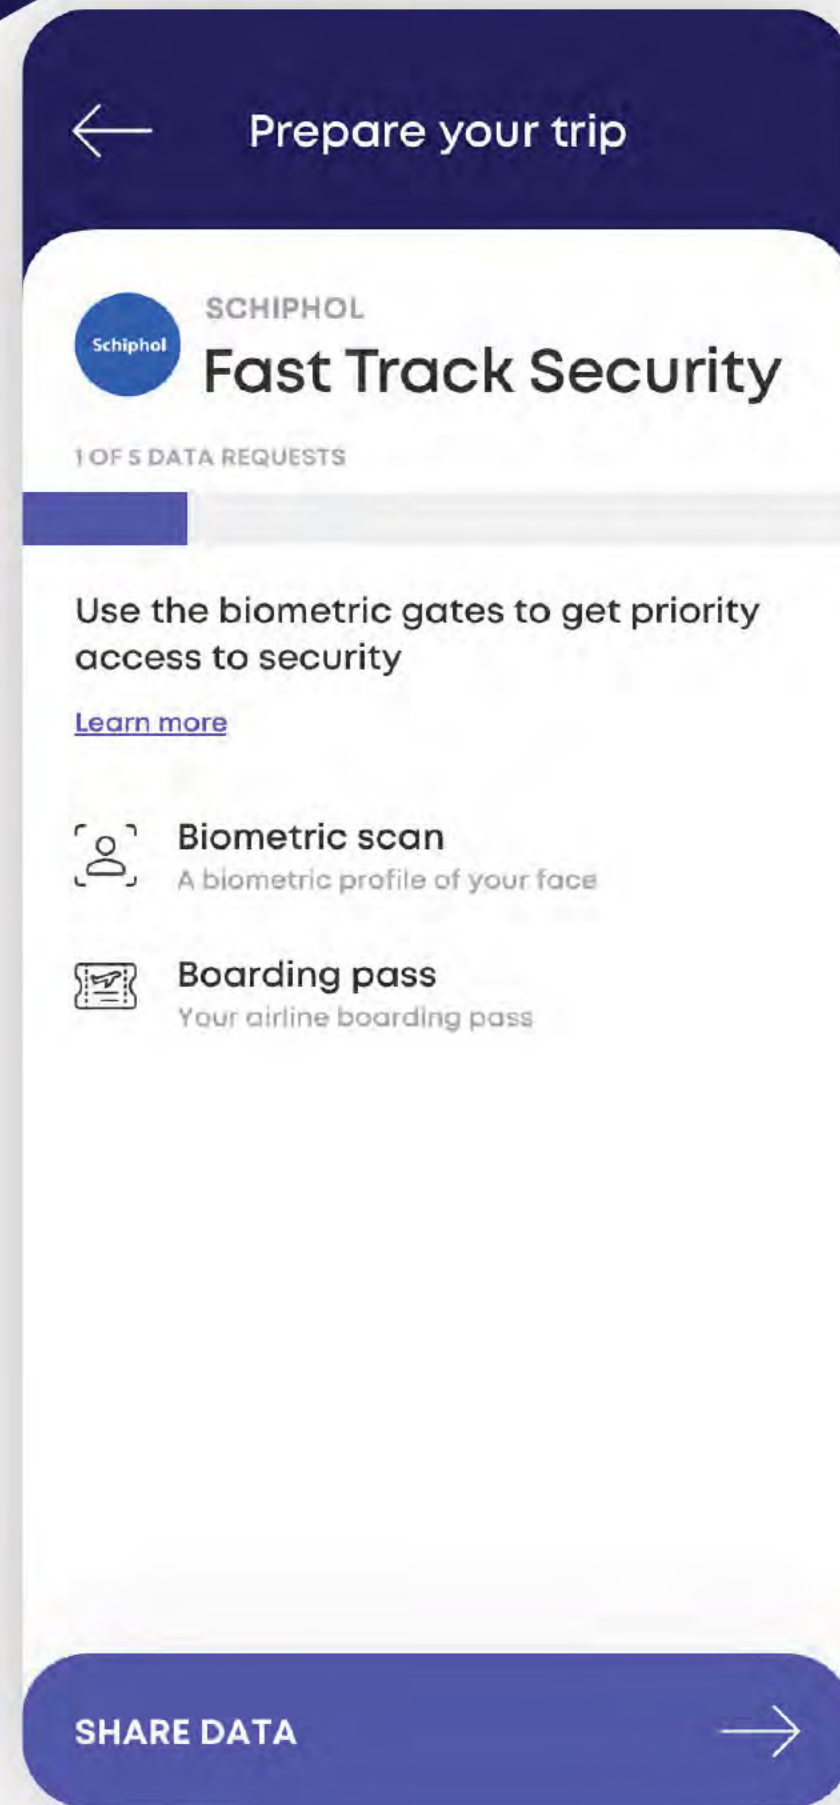 Prepare your trip
SCHIPHOL
Schiphol
Fast Track Security
1 OF 5 DATA REQUESTS
Use the biometric gates to get priority
access to security
Learn more
Biometric scan
A biometric profile of your face
Boarding pass
Your airline boarding pass
SHARE DATA